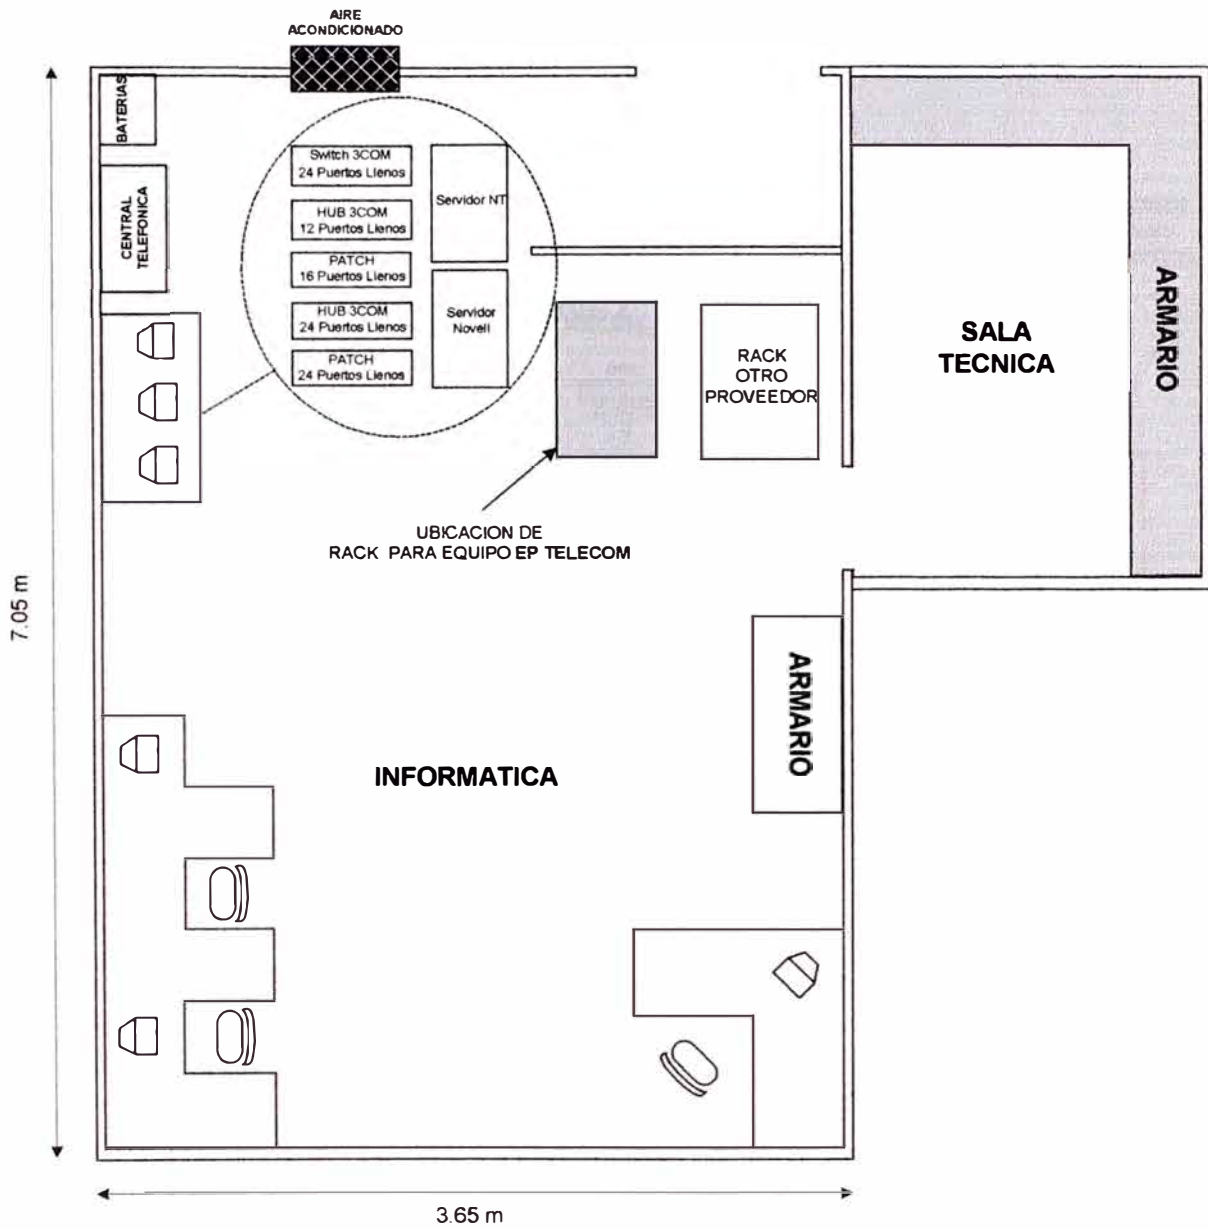 AIRE
ACONDICIONADO
BATERIAS
CENTRAL
TELEFONICA
Switch 3COM
24 Puertos Llenos
HUB 3COM
12 Puertos Llenos
PATCH
16 Puertos Llenos
HUB 3COM
24 Puertos Llenos
PATCH
24 Puertos Llenos
Servidor NT
Servidor
Novell
RACK
OTRO
PROVEEDOR
SALA
TECNICA
ARMARIO
UBICACION DE
RACK PARA EQUIPO EP TELECOM
7.05 m
ARMARIO
INFORMATICA
3.65 m